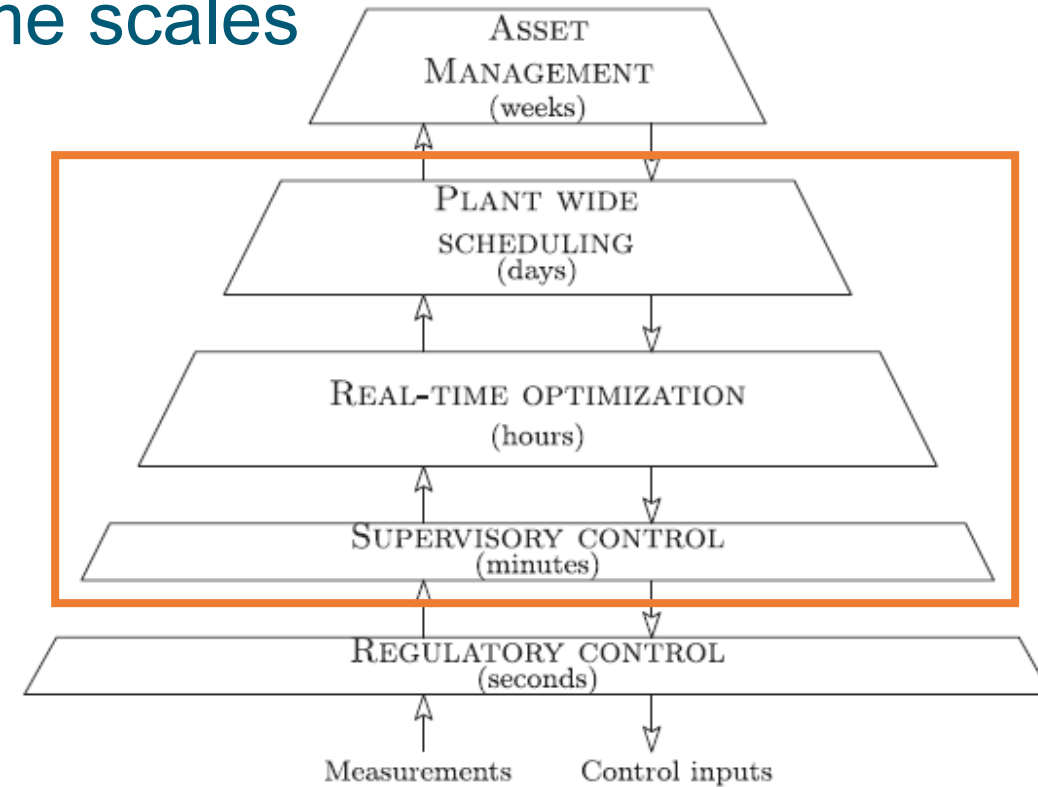 ne scales
ASSET
MANAGEMENT
(weeks)
PLANT WIDE
SCHEDULING
(days)
REAL-TIME OPTIMIZATION
(hours)
SUPERVISORY CONTROL
(minutes)
REGULATORY CONTROL
(seconds)
Measurements Control inputs